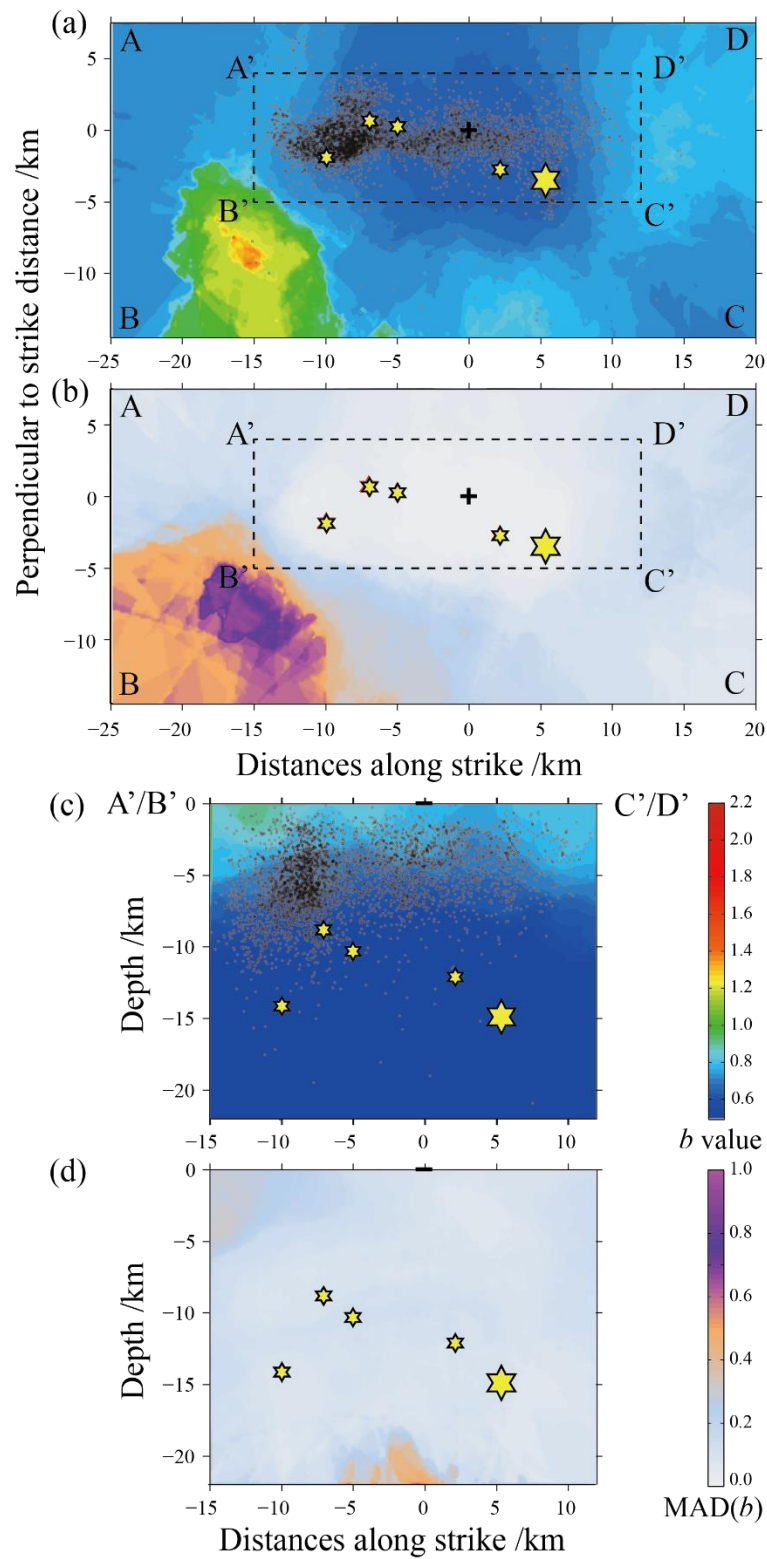 (a)
A D
A' D'
B' C'
B C
5
0
−5
−10
−25 −20 −15 −10 −5 0 5 10 15 20
Perpendicular to strike distance /km
(b)
A D
A' D'
B' C'
B C
5
0
−5
−10
−25 −20 −15 −10 −5 0 5 10 15 20
Distances along strike /km
(c) A'/B' C'/D'
0
−5
−10
−15
−20
Depth /km
−15 −10 −5 0 5 10
2.2
2.0
1.8
1.6
1.4
1.2
1.0
0.8
0.6
b value
(d)
0
−5
−10
−15
−20
Depth /km
−15 −10 −5 0 5 10
Distances along strike /km
1.0
0.8
0.6
0.4
0.2
0.0
MAD(b)